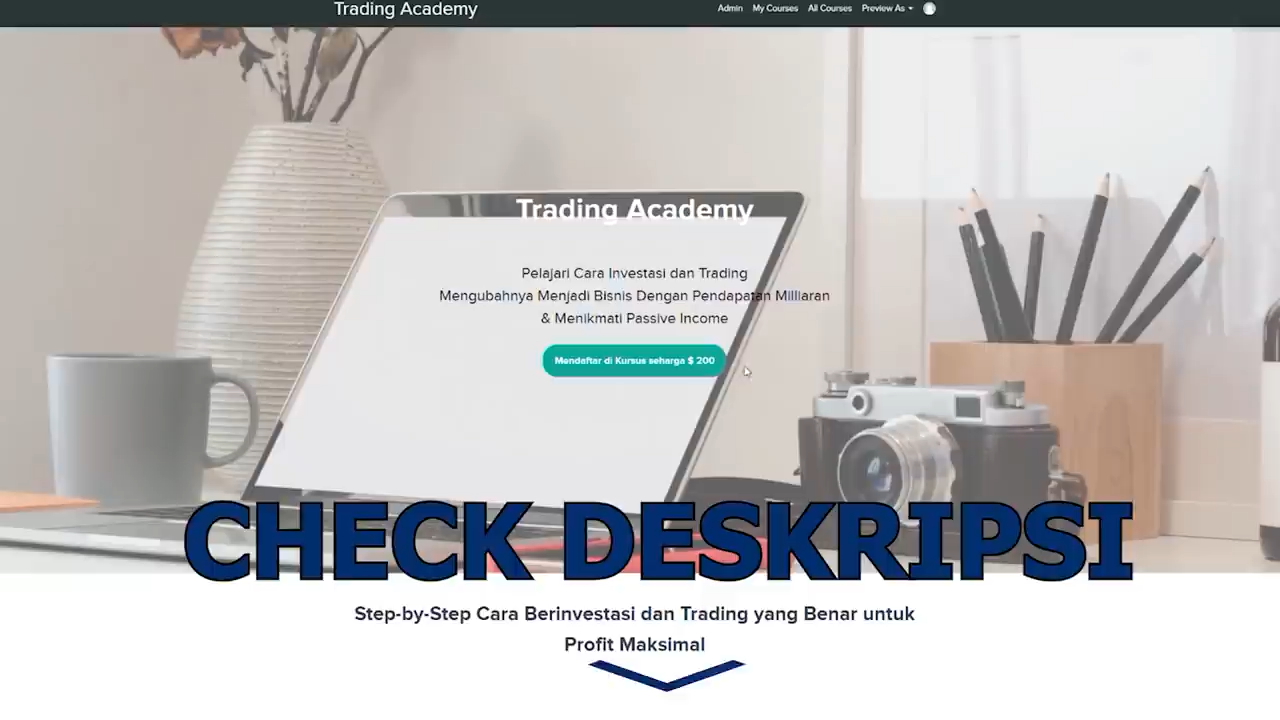 Trading Academy
Admin My Courses All Courses Preview As
Trading Academy
Pelajari Cara Investasi dan Trading
Mengubahnya Menjadi Bisnis Dengan Pendapatan Milliaran
& Menikmati Passive Income
Mendaftar di Kursus seharga $ 200
CHECK DESKRIPSI
Step-by-Step Cara Berinvestasi dan Trading yang Benar untuk
Profit Maksimal